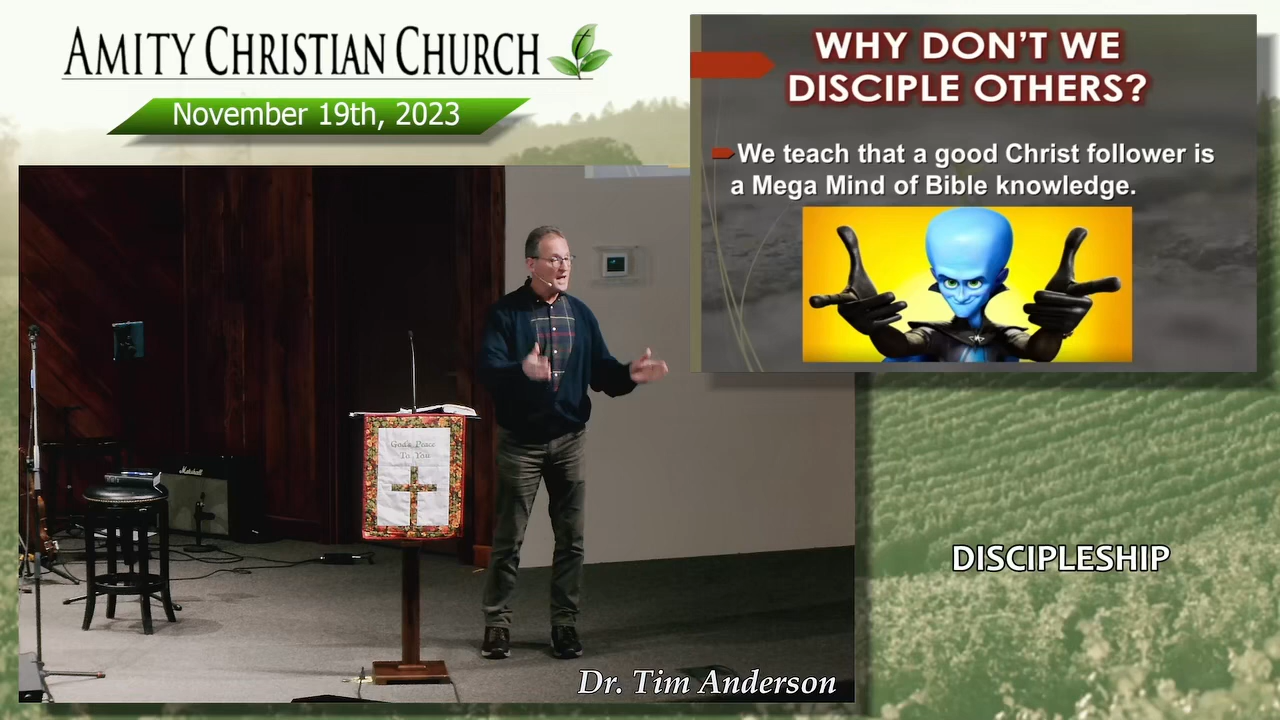 AMITY CHRISTIAN CHURCH
November 19th, 2023
WHY DON'T WE
DISCIPLE OTHERS?
We teach that a good Christ follower is
a Mega Mind of Bible knowledge.
Marshall
God's Peace
To You
DISCIPLESHIP
Dr. Tim Anderson